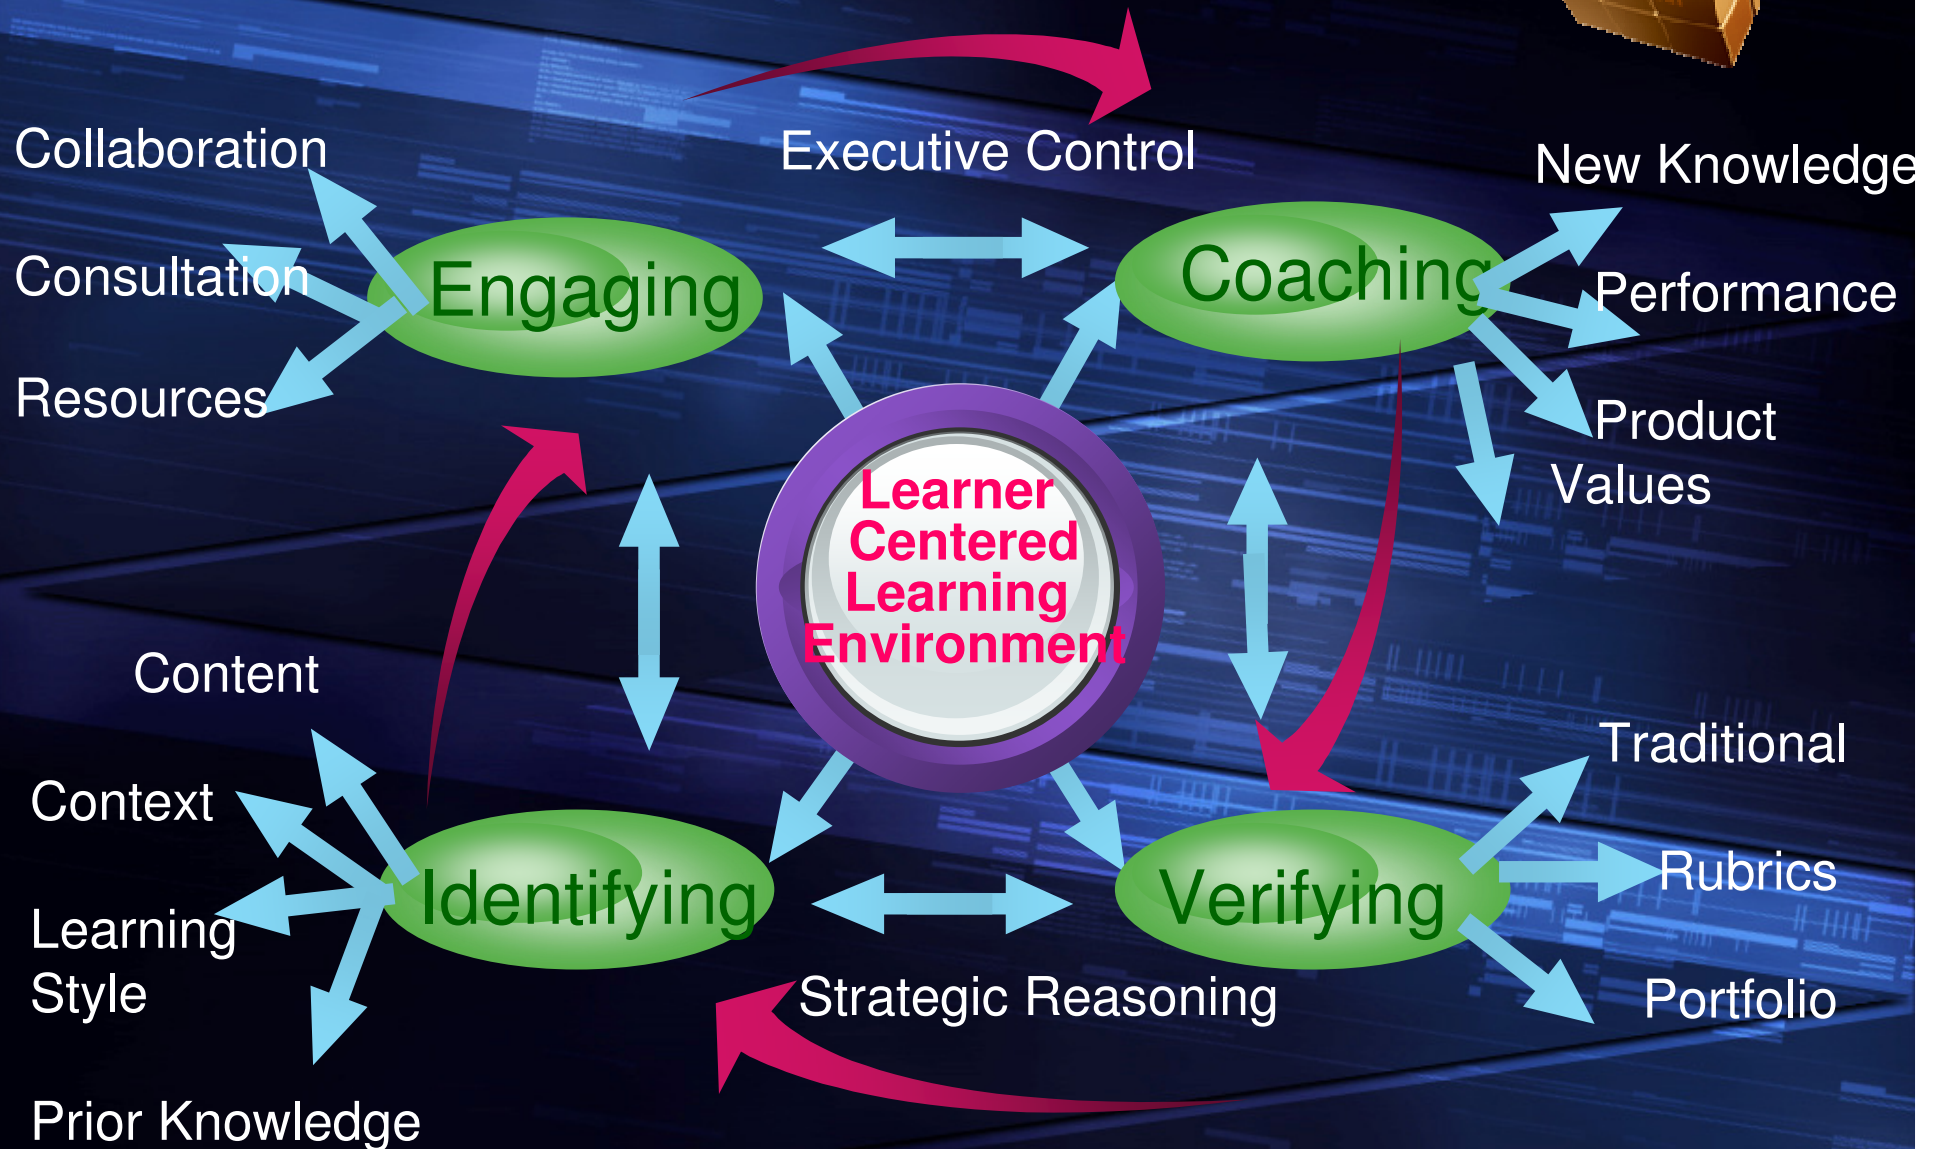 Executive Control
Collaboration
Consultation
Resources
Engaging
Coaching
New Knowledge
Performance
Product
Values
Learner
Centered
Learning
Environment
Content
Context
Learning
Style
Prior Knowledge
Identifying
Verifying
Traditional
Rubrics
Portfolio
Strategic Reasoning